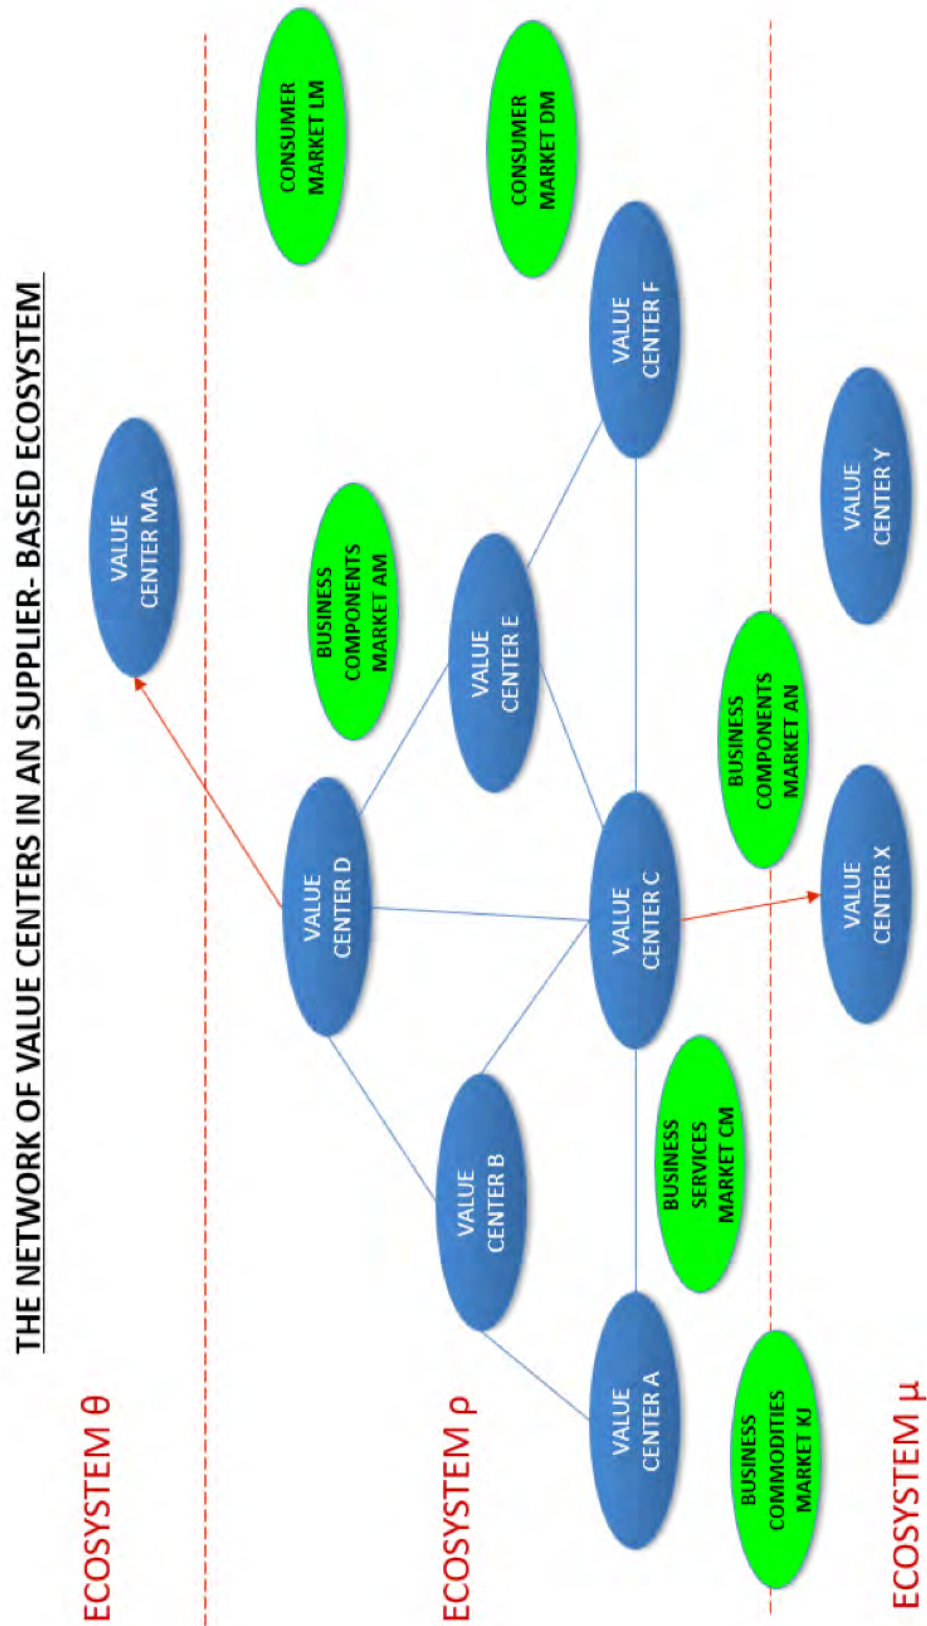 THE NETWORK OF VALUE CENTERS IN AN SUPPLIER- BASED ECOSYSTEM
ECOSYSTEM θ
VALUE
CENTER MA
CONSUMER
MARKET LM
VALUE
CENTER D
BUSINESS
COMPONENTS
MARKET AM
ECOSYSTEM ρ
VALUE
CENTER B
VALUE
CENTER E
CONSUMER
MARKET DM
VALUE
CENTER A
VALUE
CENTER C
VALUE
CENTER F
BUSINESS
SERVICES
MARKET CM
BUSINESS
COMMODITIES
MARKET KJ
BUSINESS
COMPONENTS
MARKET AN
ECOSYSTEM μ
VALUE
CENTER X
VALUE
CENTER Y